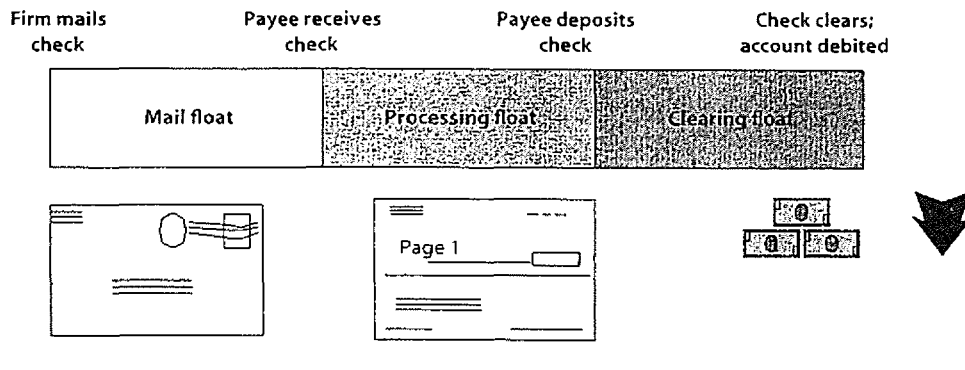 Firm mails
check
Payee receives
check
Payee deposits
check
Check clears;
account debited
Mail float
Processing float
Clearing float
Page 1